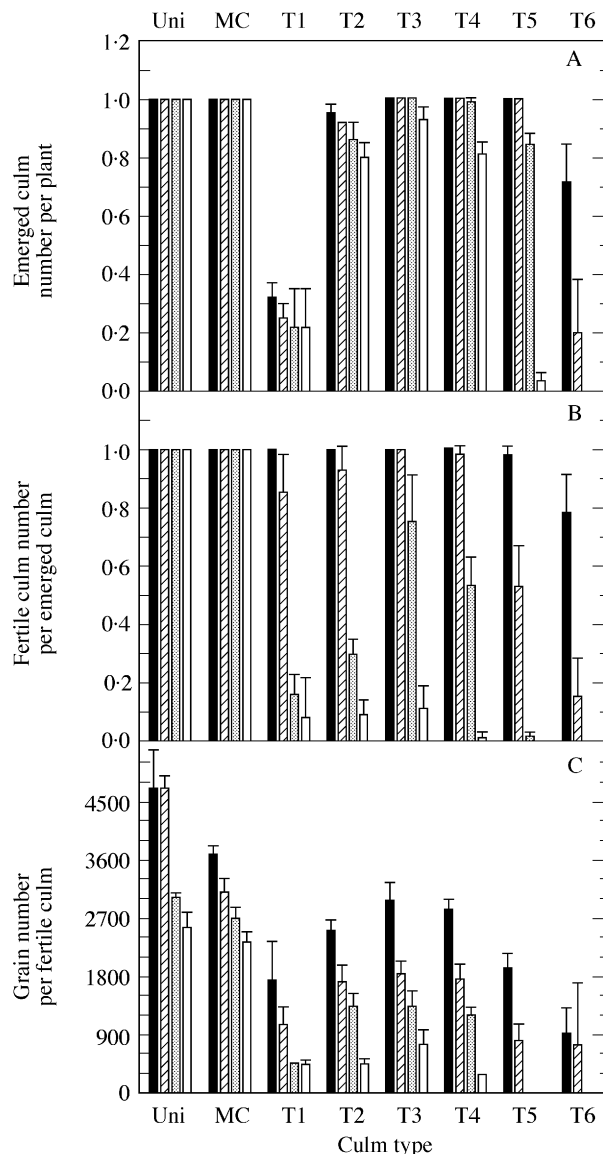 Uni MC T1 T2 T3 T4 T5 T6
A
1·2
1·0
0·8
0·6
0·4
0·2
0·0
Emerged culm
number per plant
B
1·0
0·8
0·6
0·4
0·2
0·0
Fertile culm number
per emerged culm
C
4500
3600
2700
1800
900
0
Grain number
per fertile culm
Uni MC T1 T2 T3 T4 T5 T6
Culm type